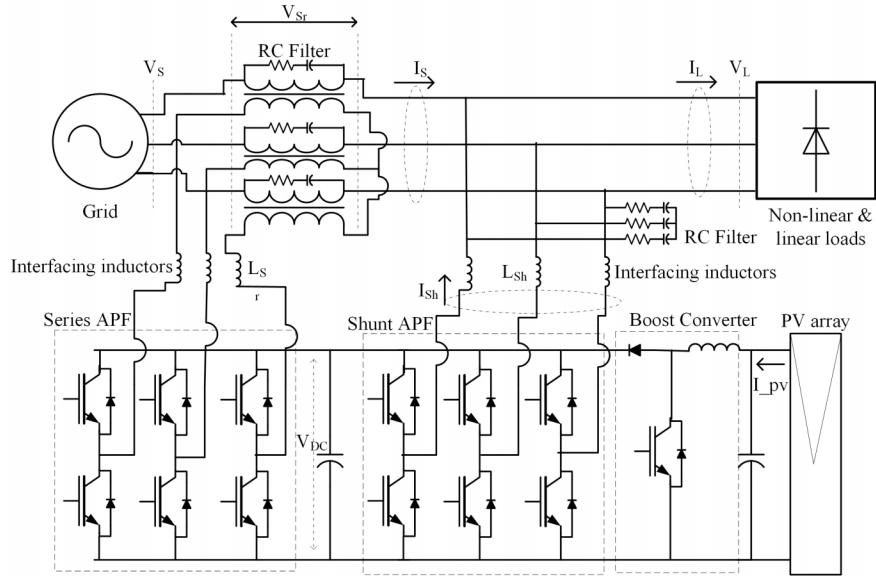 V_Sr
RC Filter
V_S
I_S
I_L
V_L
Grid
Non-linear &
linear loads
RC Filter
Interfacing inductors
L_S
r
I_Sh
L_Sh
Interfacing inductors
Series APF
Shunt APF
Boost Converter
PV array
I_pv
V_DC